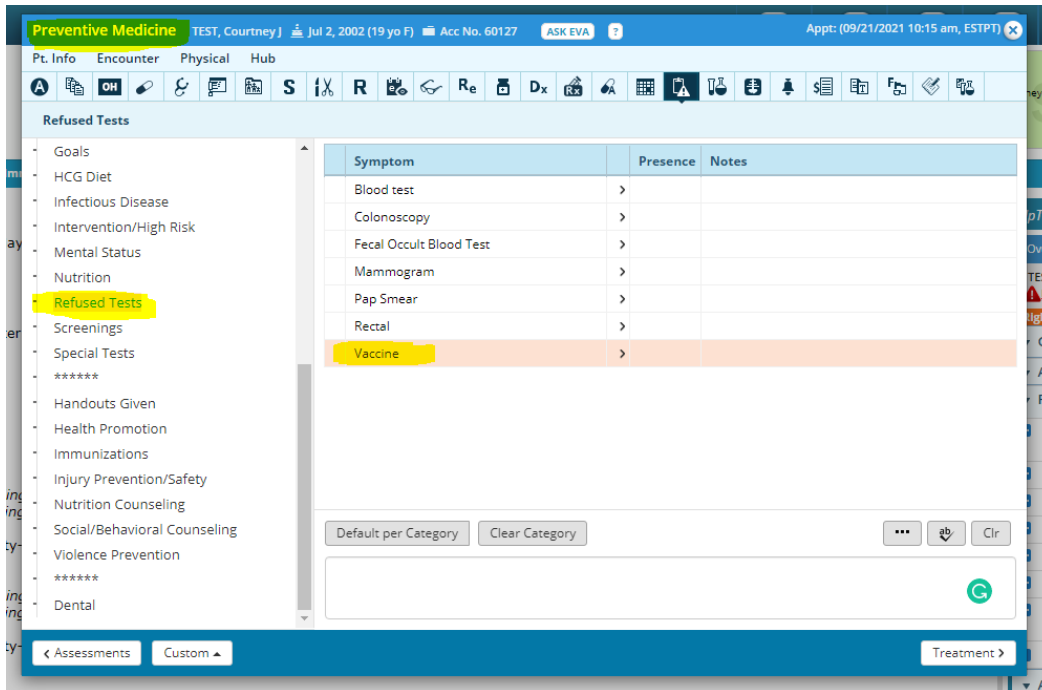 Preventive Medicine TEST, Courtney J Jul 2, 2002 (19 yo F) Acc No. 60127 ASK EVA ? Appt: (09/21/2021 10:15 am, ESTPT)
Pt. Info Encounter Physical Hub
A OH S R Re Dx Rx
Refused Tests
Goals
HCG Diet
Infectious Disease
Intervention/High Risk
Mental Status
Nutrition
Refused Tests
Screenings
Special Tests
******
Handouts Given
Health Promotion
Immunizations
Injury Prevention/Safety
Nutrition Counseling
Social/Behavioral Counseling
Violence Prevention
******
Dental
Symptom Presence Notes
Blood test
Colonoscopy
Fecal Occult Blood Test
Mammogram
Pap Smear
Rectal
Vaccine
Default per Category Clear Category ••• ab Clr
Assessments Custom Treatment